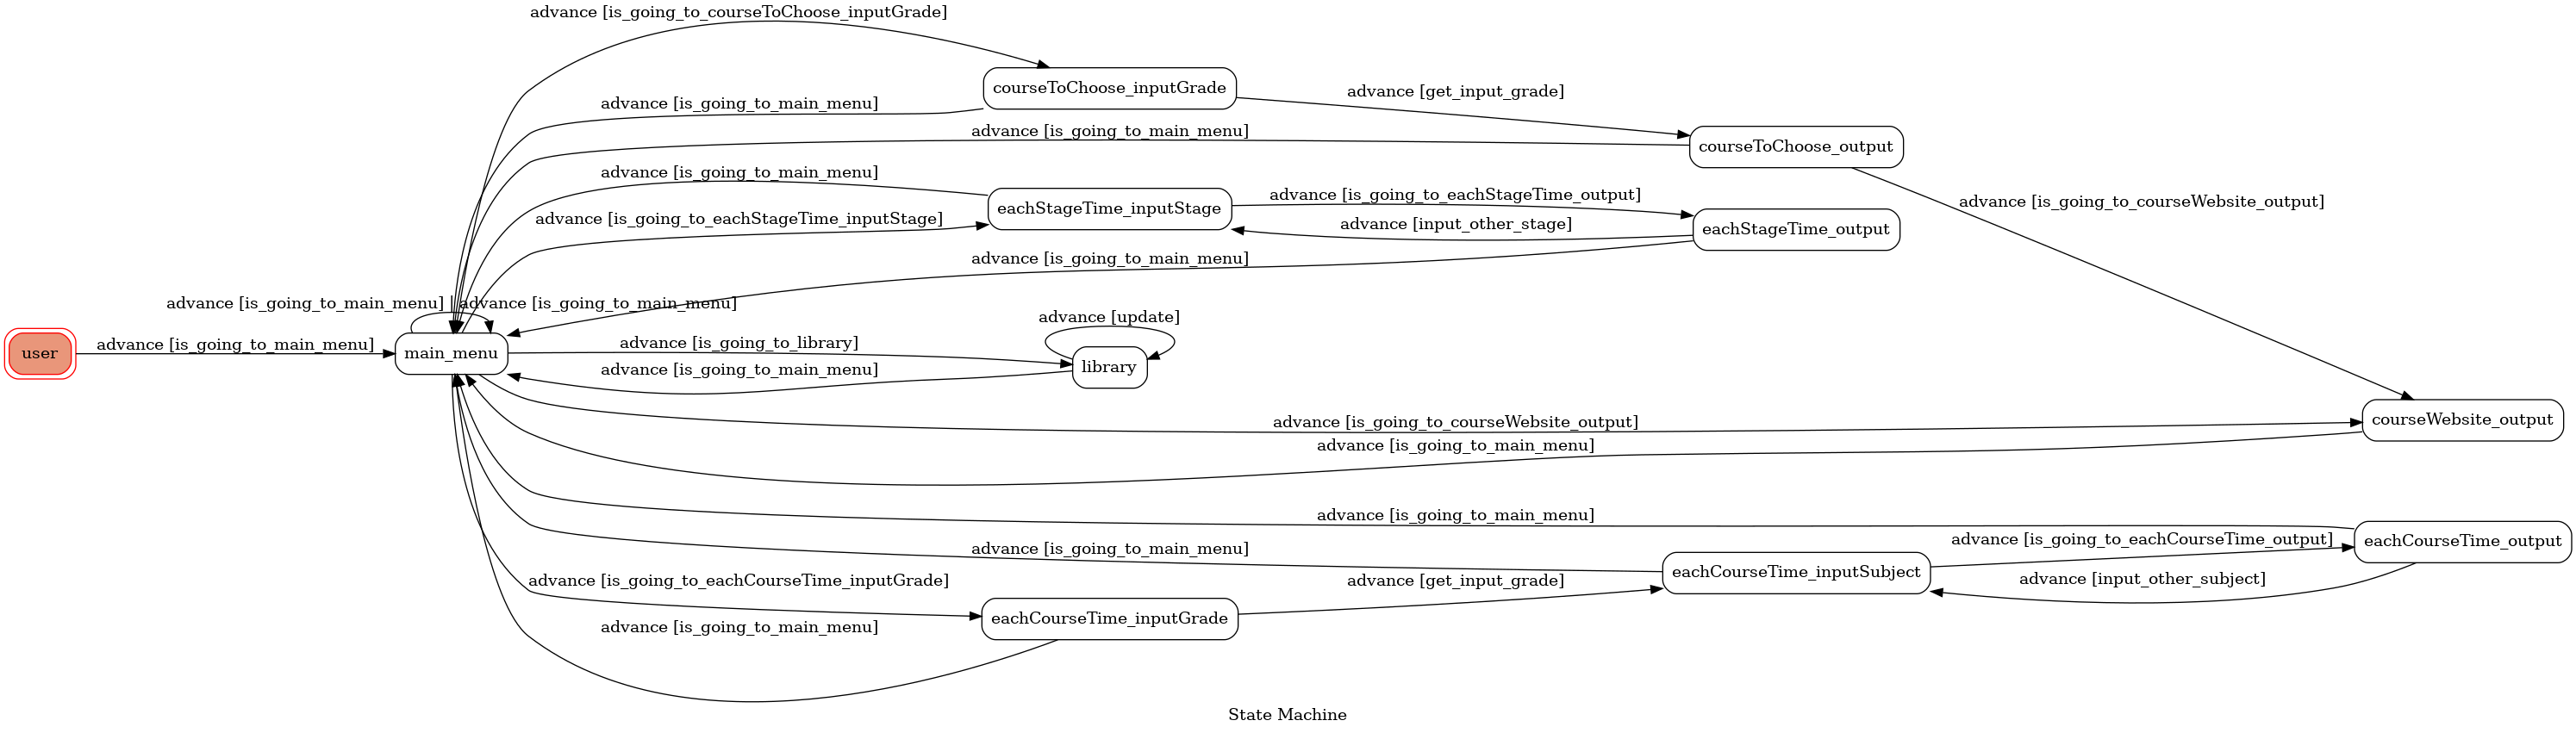 advance [is_going_to_courseToChoose_inputGrade]
courseToChoose_inputGrade
advance [get_input_grade]
advance [is_going_to_main_menu]
advance [is_going_to_main_menu]
courseToChoose_output
advance [is_going_to_main_menu]
advance [is_going_to_eachStageTime_output]
advance [is_going_to_courseWebsite_output]
eachStageTime_inputStage
advance [is_going_to_eachStageTime_inputStage]
advance [input_other_stage]
eachStageTime_output
advance [is_going_to_main_menu]
advance [is_going_to_main_menu] | advance [is_going_to_main_menu]
advance [update]
user
advance [is_going_to_main_menu]
main_menu
advance [is_going_to_library]
library
advance [is_going_to_main_menu]
advance [is_going_to_courseWebsite_output]
courseWebsite_output
advance [is_going_to_main_menu]
advance [is_going_to_main_menu]
advance [is_going_to_eachCourseTime_output]
eachCourseTime_output
advance [is_going_to_main_menu]
eachCourseTime_inputSubject
advance [input_other_subject]
advance [is_going_to_eachCourseTime_inputGrade]
advance [get_input_grade]
eachCourseTime_inputGrade
advance [is_going_to_main_menu]
State Machine